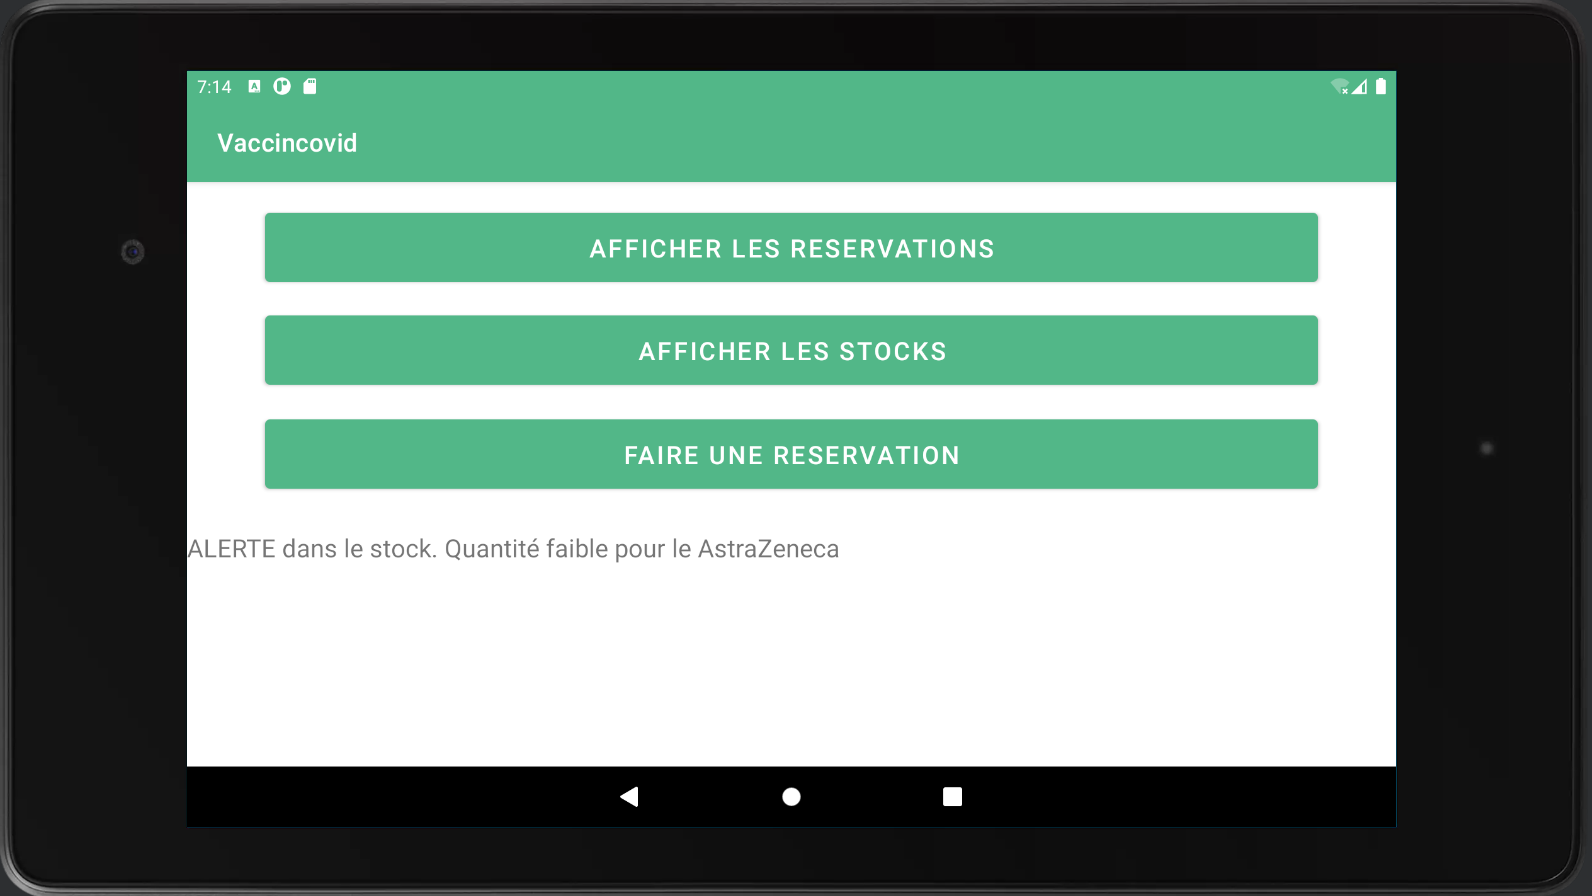 7:14
Vaccincovid
AFFICHER LES RESERVATIONS
AFFICHER LES STOCKS
FAIRE UNE RESERVATION
ALERTE dans le stock. Quantité faible pour le AstraZeneca